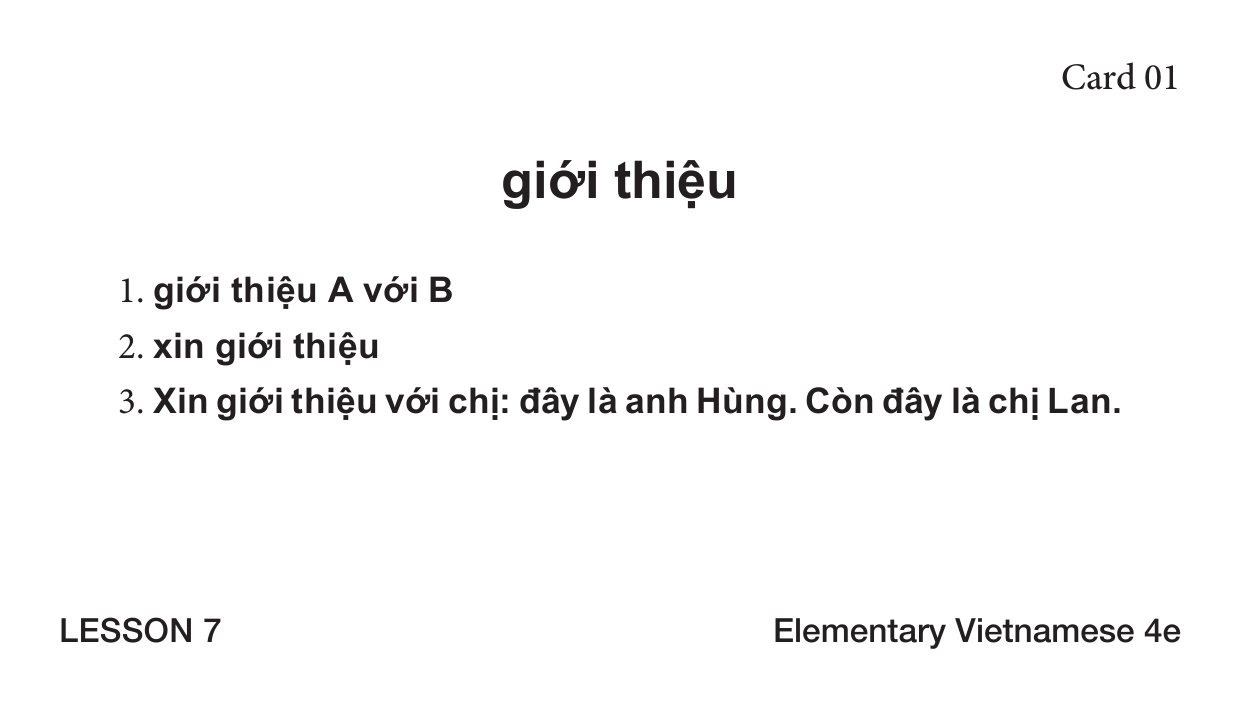 Card 01
giới thiệu
1. giới thiệu A với B
2. xin giới thiệu
3. Xin giới thiệu với chị: đây là anh Hùng. Còn đây là chị Lan.
LESSON 7
Elementary Vietnamese 4e